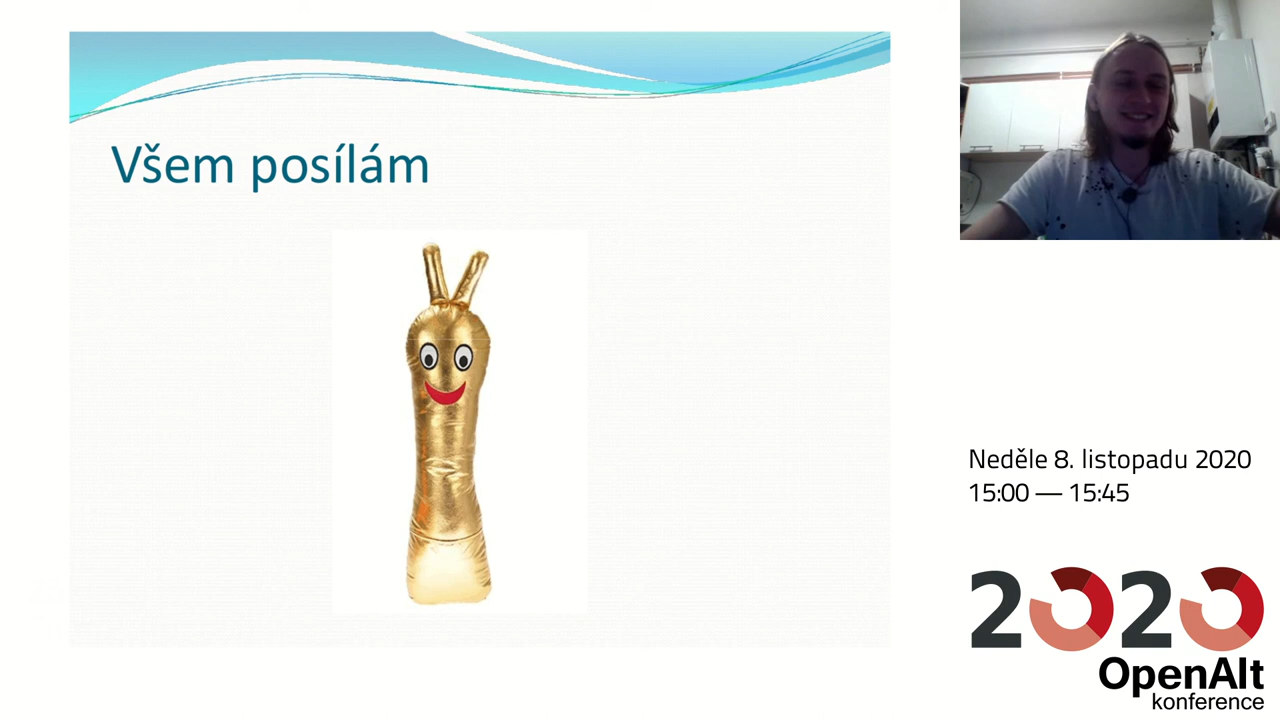 Všem posílám
Neděle 8. listopadu 2020
15:00 — 15:45
2020
OpenAlt
konference